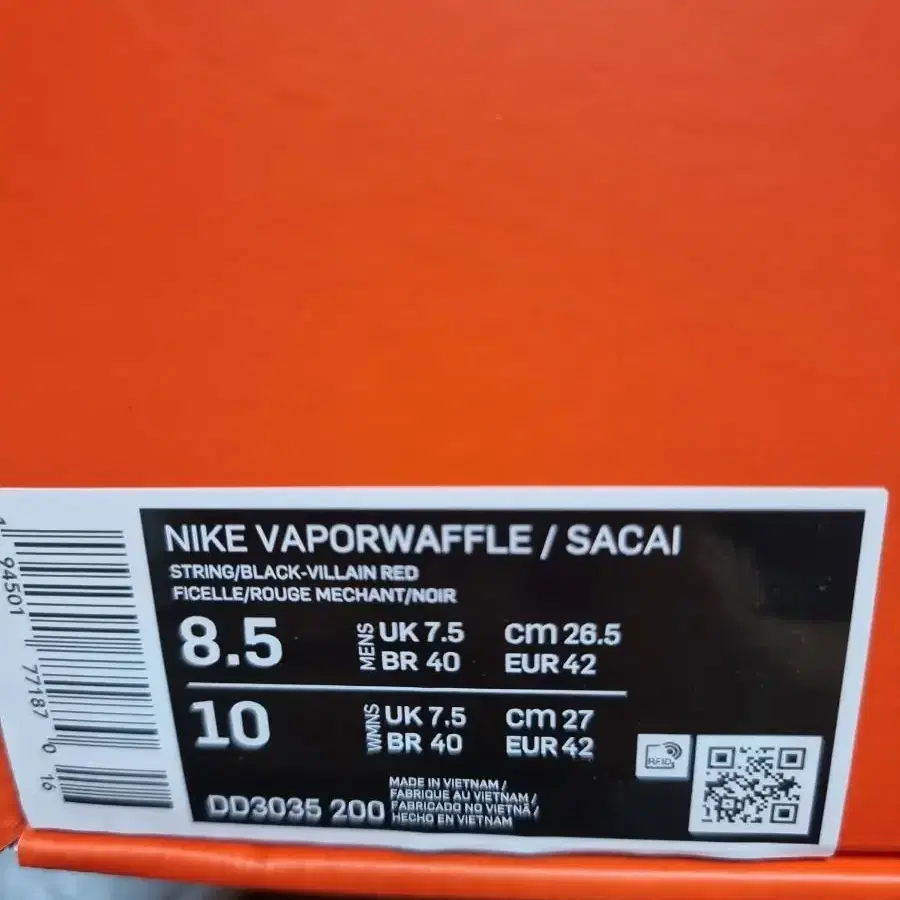 NIKE VAPORWAFFLE / SACAI
STRING/BLACK-VILLAIN RED
FICELLE/ROUGE MECHANT/NOIR
8.5 MENS UK 7.5 cm 26.5
BR 40 EUR 42
10 WMNS UK 7.5 cm 27
BR 40 EUR 42
RFID
DD3035 200
MADE IN VIETNAM /
FABRIQUE AU VIETNAM /
FABRICADO NO VIETNÃ /
HECHO EN VIETNAM
94501 77187 0 16